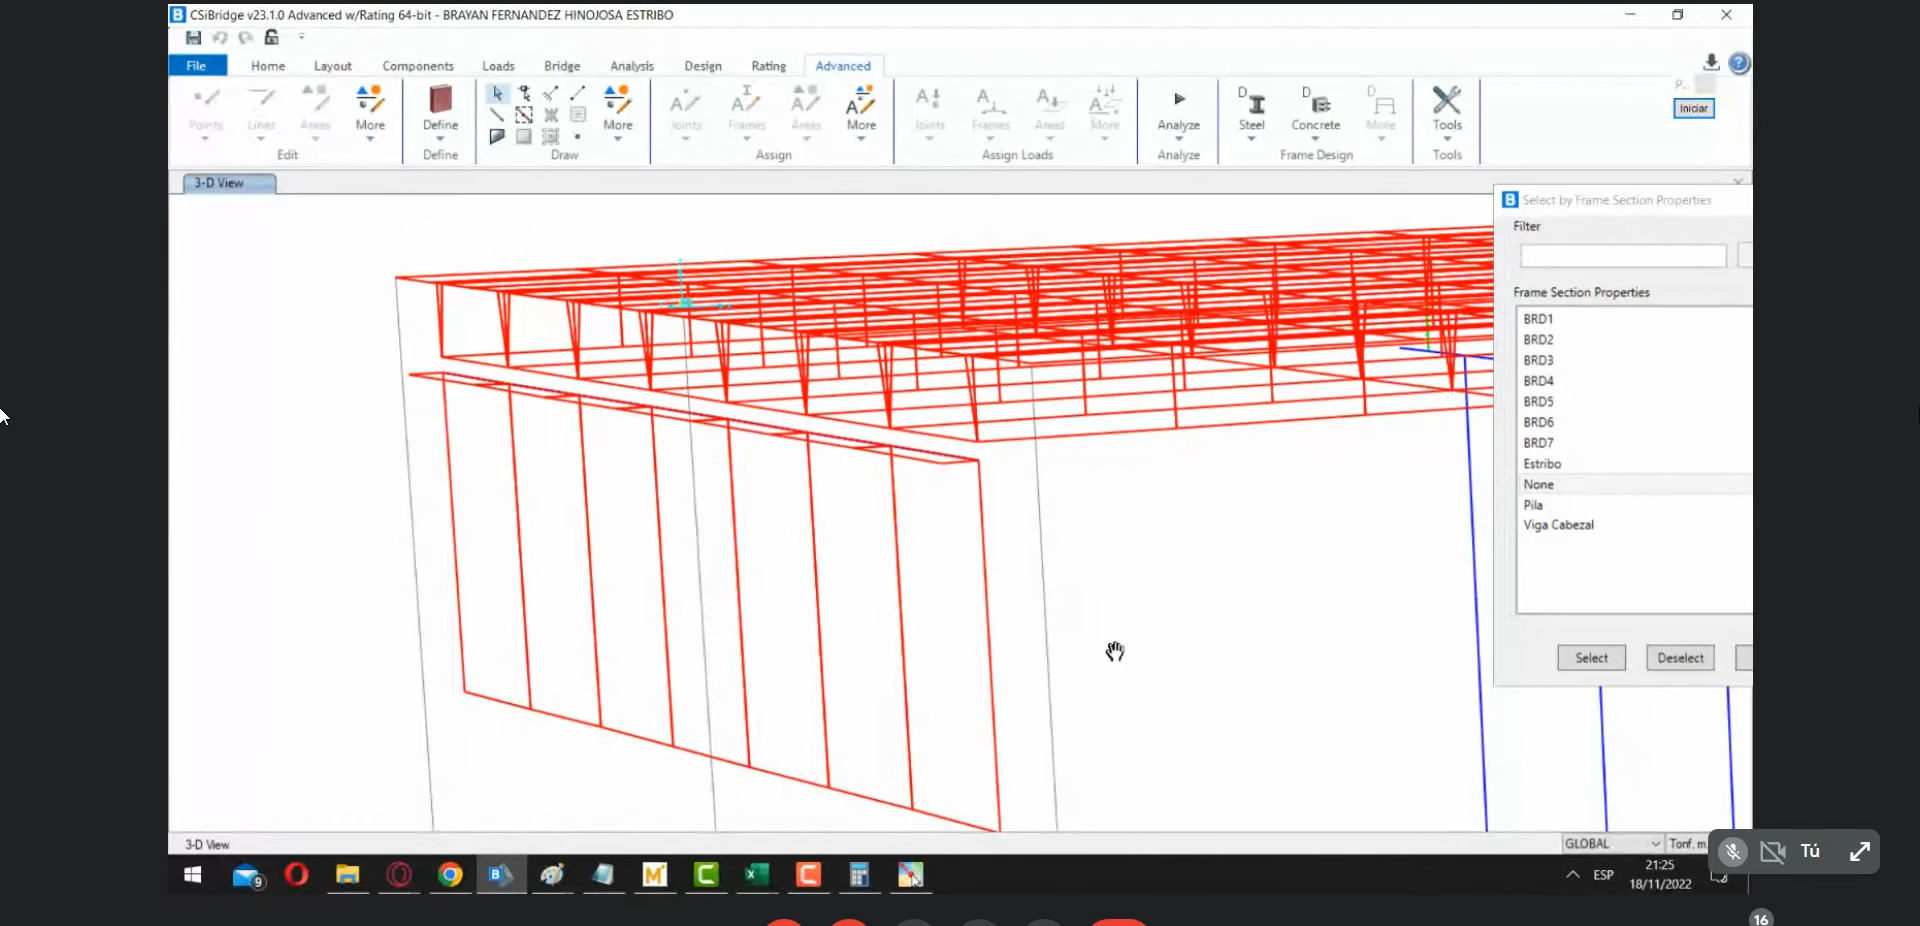 CSiBridge v23.1.0 Advanced w/Rating 64-bit - BRAYAN FERNANDEZ HINOJOSA ESTRIBO
File Home Layout Components Loads Bridge Analysis Design Rating Advanced
P...
Iniciar
Points Lines Areas More Define More Joints Frames Areas More Joints Frames Areas More Analyze Steel Concrete More Tools
Edit Define Draw Assign Assign Loads Analyze Frame Design Tools
3-D View
Select by Frame Section Properties
Filter
Frame Section Properties
BRD1
BRD2
BRD3
BRD4
BRD5
BRD6
BRD7
Estribo
None
Pila
Viga Cabezal
Select Deselect
3-D View GLOBAL Tonf, m,
Tú
9 ESP 21:25
18/11/2022
16